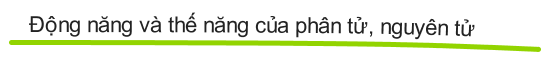 Động năng và thế năng của phân tử, nguyên tử